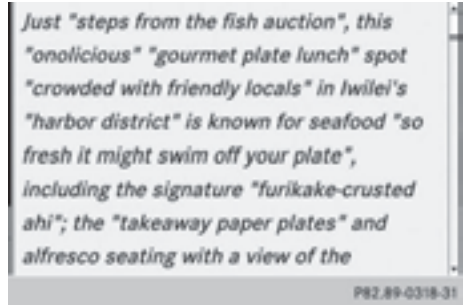 Just "steps from the fish auction", this
"onolicious" "gourmet plate lunch" spot
"crowded with friendly locals" in Iwilei's
"harbor district" is known for seafood "so
fresh it might swim off your plate",
including the signature "furikake-crusted
ahi"; the "takeaway paper plates" and
alfresco seating with a view of the
P82.89-0318-31